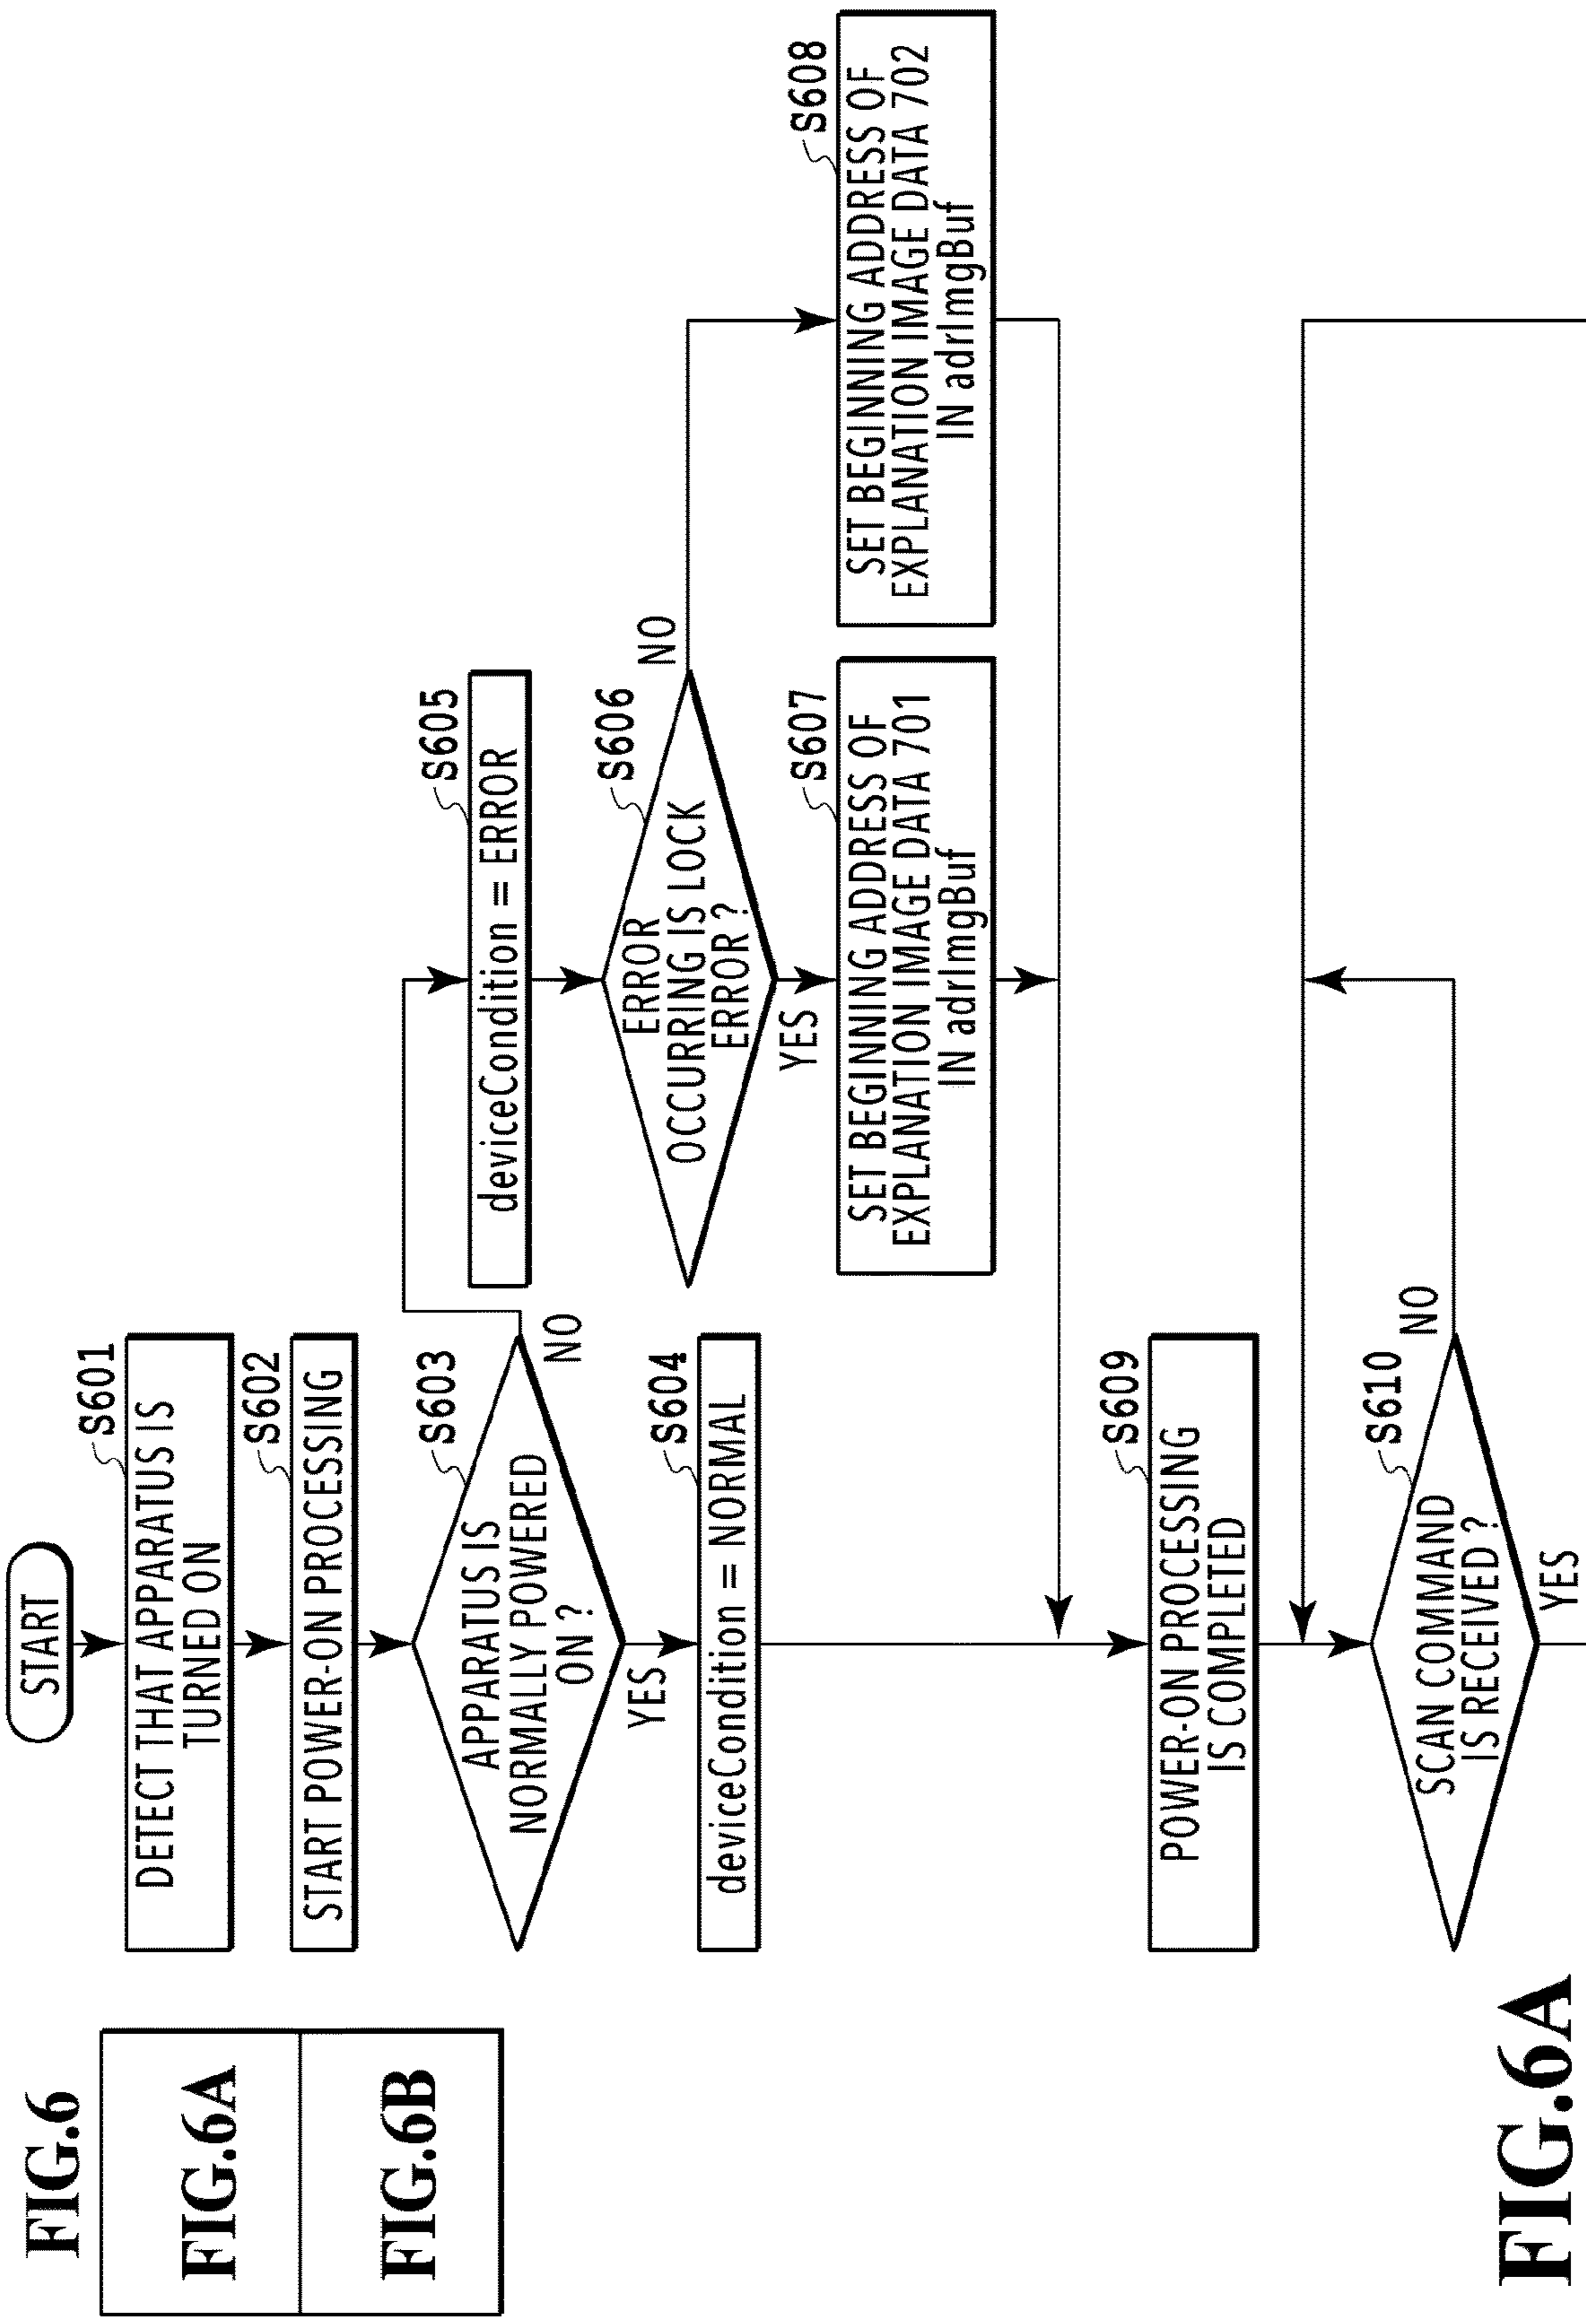 FIG.6
FIG.6A
FIG.6B
START
S601
DETECT THAT APPARATUS IS
TURNED ON
S602
START POWER-ON PROCESSING
S603
APPARATUS IS
NORMALLY POWERED
ON ?
NO
YES
S604
deviceCondition = NORMAL
S605
deviceCondition = ERROR
S606
ERROR
OCCURRING IS LOCK
ERROR ?
NO
YES
S607
SET BEGINNING ADDRESS OF
EXPLANATION IMAGE DATA 701
IN adrImgBuf
S608
SET BEGINNING ADDRESS OF
EXPLANATION IMAGE DATA 702
IN adrImgBuf
S609
POWER-ON PROCESSING
IS COMPLETED
S610
SCAN COMMAND
IS RECEIVED ?
NO
YES
FIG.6A